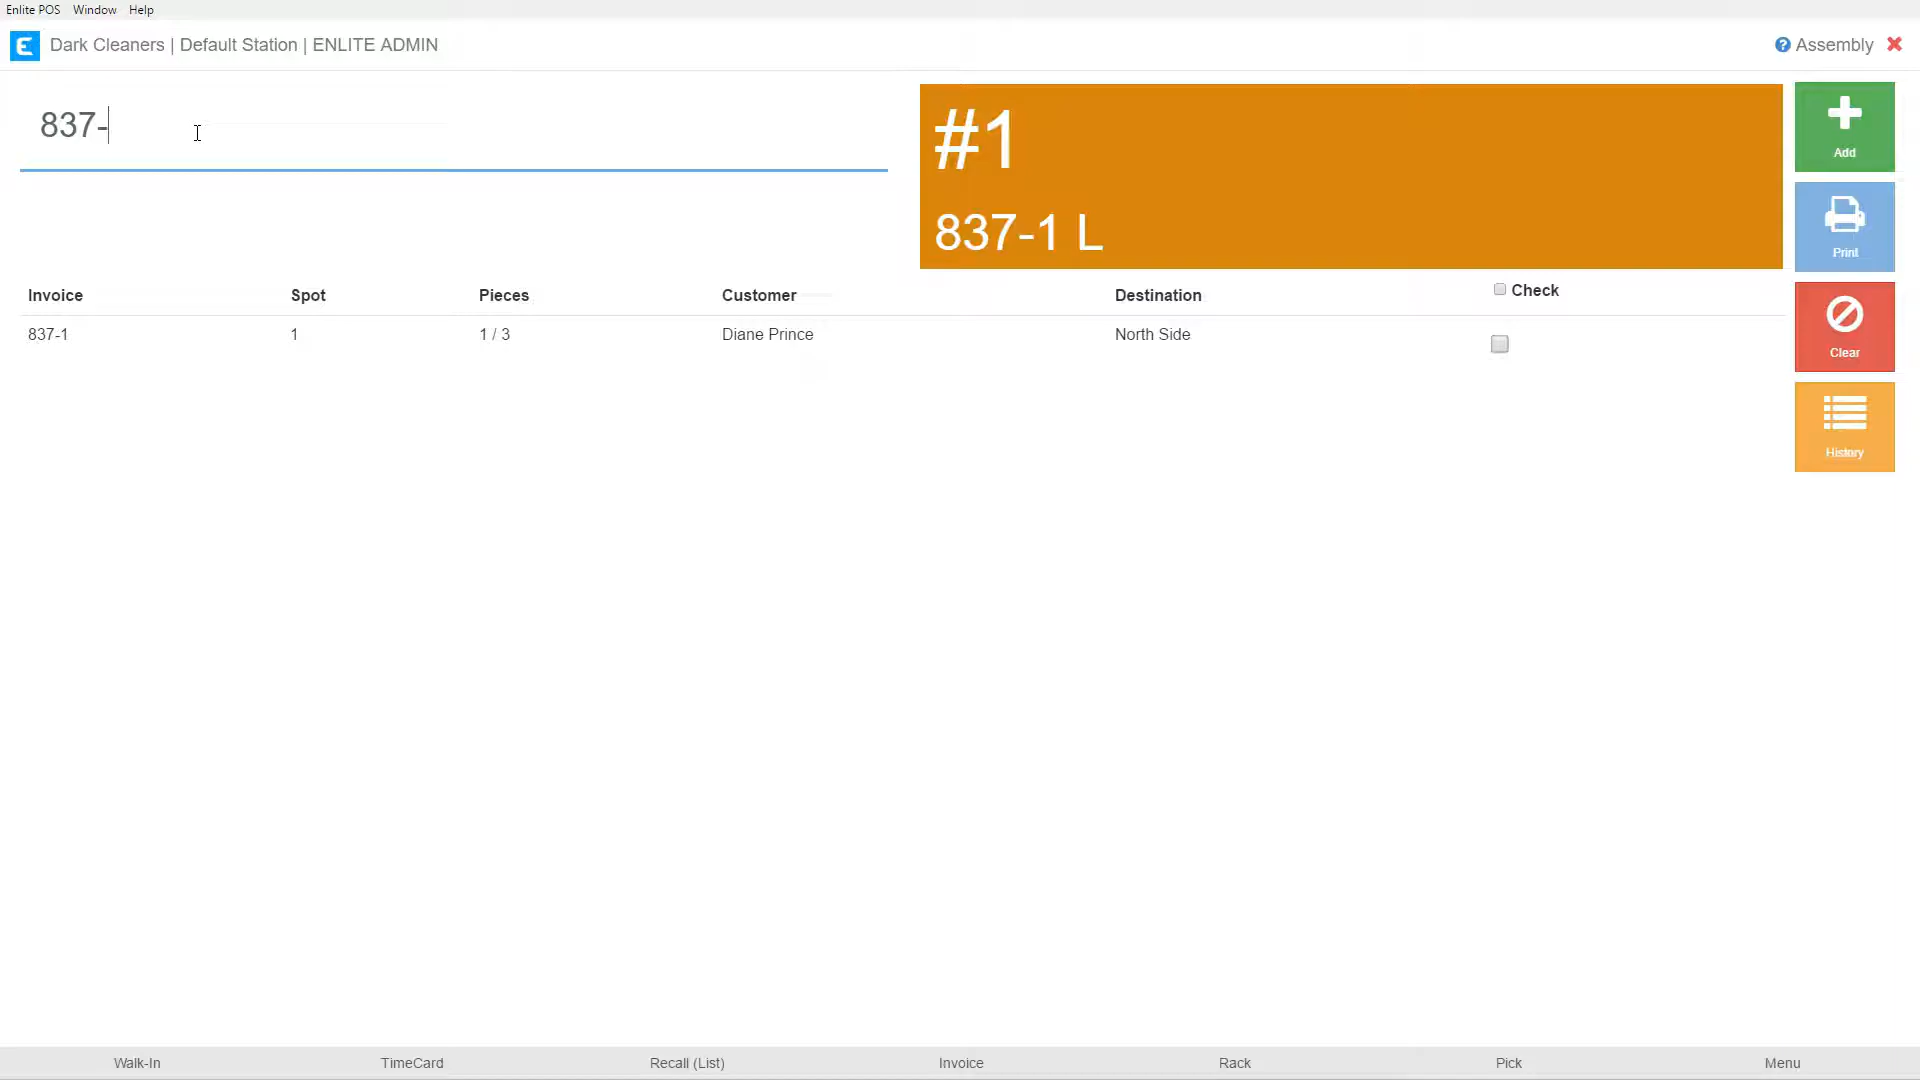 Enlite POS Window Help
E Dark Cleaners | Default Station | ENLITE ADMIN
? Assembly
837-
#1
837-1 L
Add
Print
Clear
History
Invoice Spot Pieces Customer Destination Check
837-1 1 1 / 3 Diane Prince North Side
Walk-In TimeCard Recall (List) Invoice Rack Pick Menu